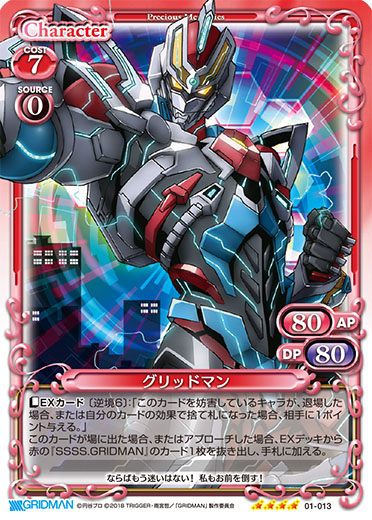 Precious Memories
Character
COST
7
SOURCE
0
80 AP
DP 80
グリッドマン
EXカード〔逆境6〕:「このカードを妨害しているキャラが、退場した
場合、または自分のカードの効果で捨て札になった場合、相手に1ポイ
ント与える。」
このカードが場に出た場合、またはアプローチした場合、EXデッキから
赤の『SSSS.GRIDMAN』のカード1枚を抜き出し、手札に加える。
ならばもう迷いはない! 私もお前を倒す!
GRIDMAN
©円谷プロ ©2018 TRIGGER・雨宮哲/「GRIDMAN」製作委員会
01-013